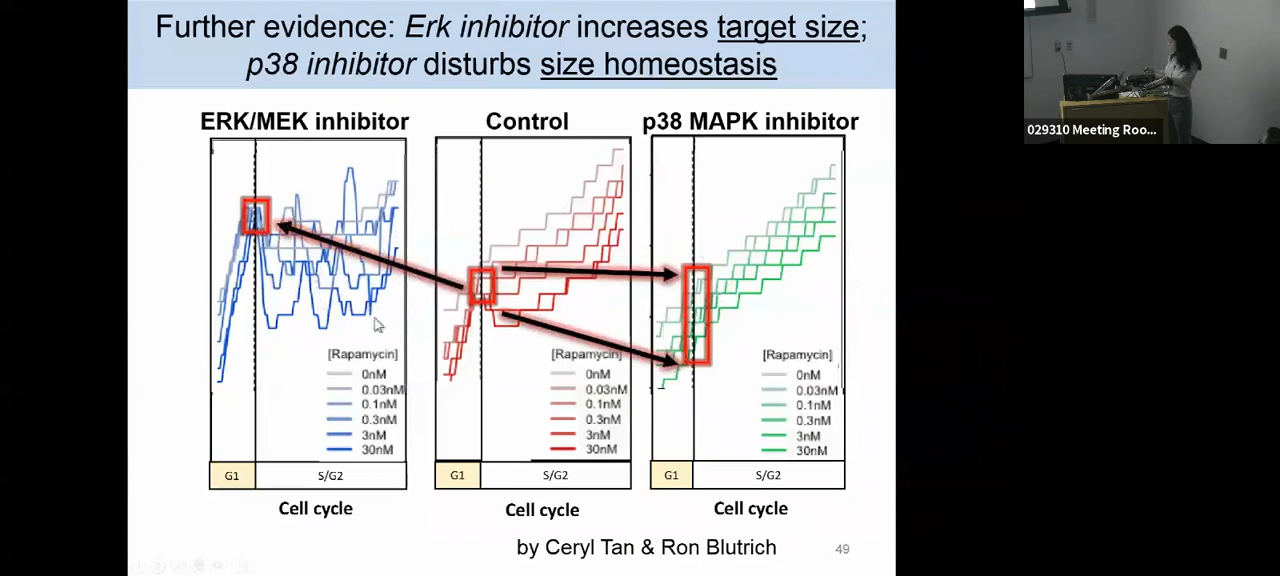 Further evidence: Erk inhibitor increases target size;
p38 inhibitor disturbs size homeostasis
029310 Meeting Roo...
ERK/MEK inhibitor
Control
p38 MAPK inhibitor
[Rapamycin]
0nM
0.03nM
0.1nM
0.3nM
3nM
30nM
G1
S/G2
Cell cycle
[Rapamycin]
0nM
0.03nM
0.1nM
0.3nM
3nM
30nM
G1
S/G2
Cell cycle
[Rapamycin]
0nM
0.03nM
0.1nM
0.3nM
3nM
30nM
G1
S/G2
Cell cycle
by Ceryl Tan & Ron Blutrich
49